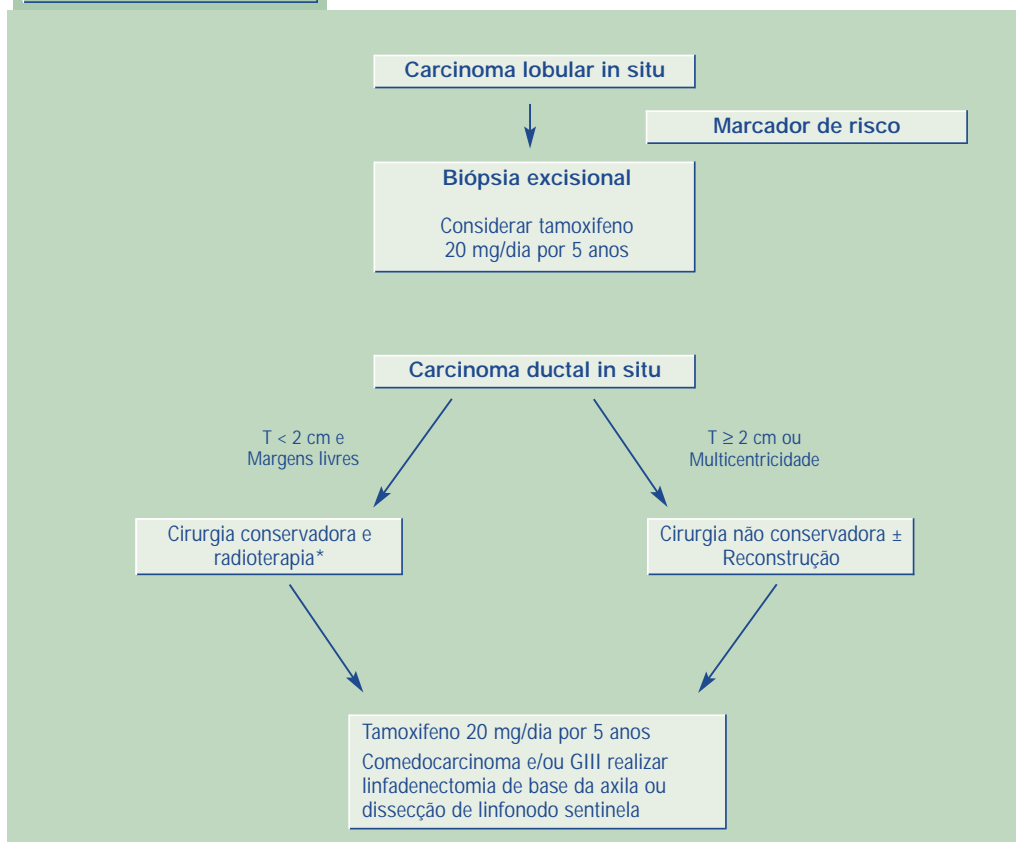 Carcinoma lobular in situ
Marcador de risco
Biópsia excisional
Considerar tamoxifeno
20 mg/dia por 5 anos
Carcinoma ductal in situ
T < 2 cm e
Margens livres
T ≥ 2 cm ou
Multicentricidade
Cirurgia conservadora e
radioterapia*
Cirurgia não conservadora ±
Reconstrução
Tamoxifeno 20 mg/dia por 5 anos
Comedocarcinoma e/ou GIII realizar
linfadenectomia de base da axila ou
dissecção de linfonodo sentinela